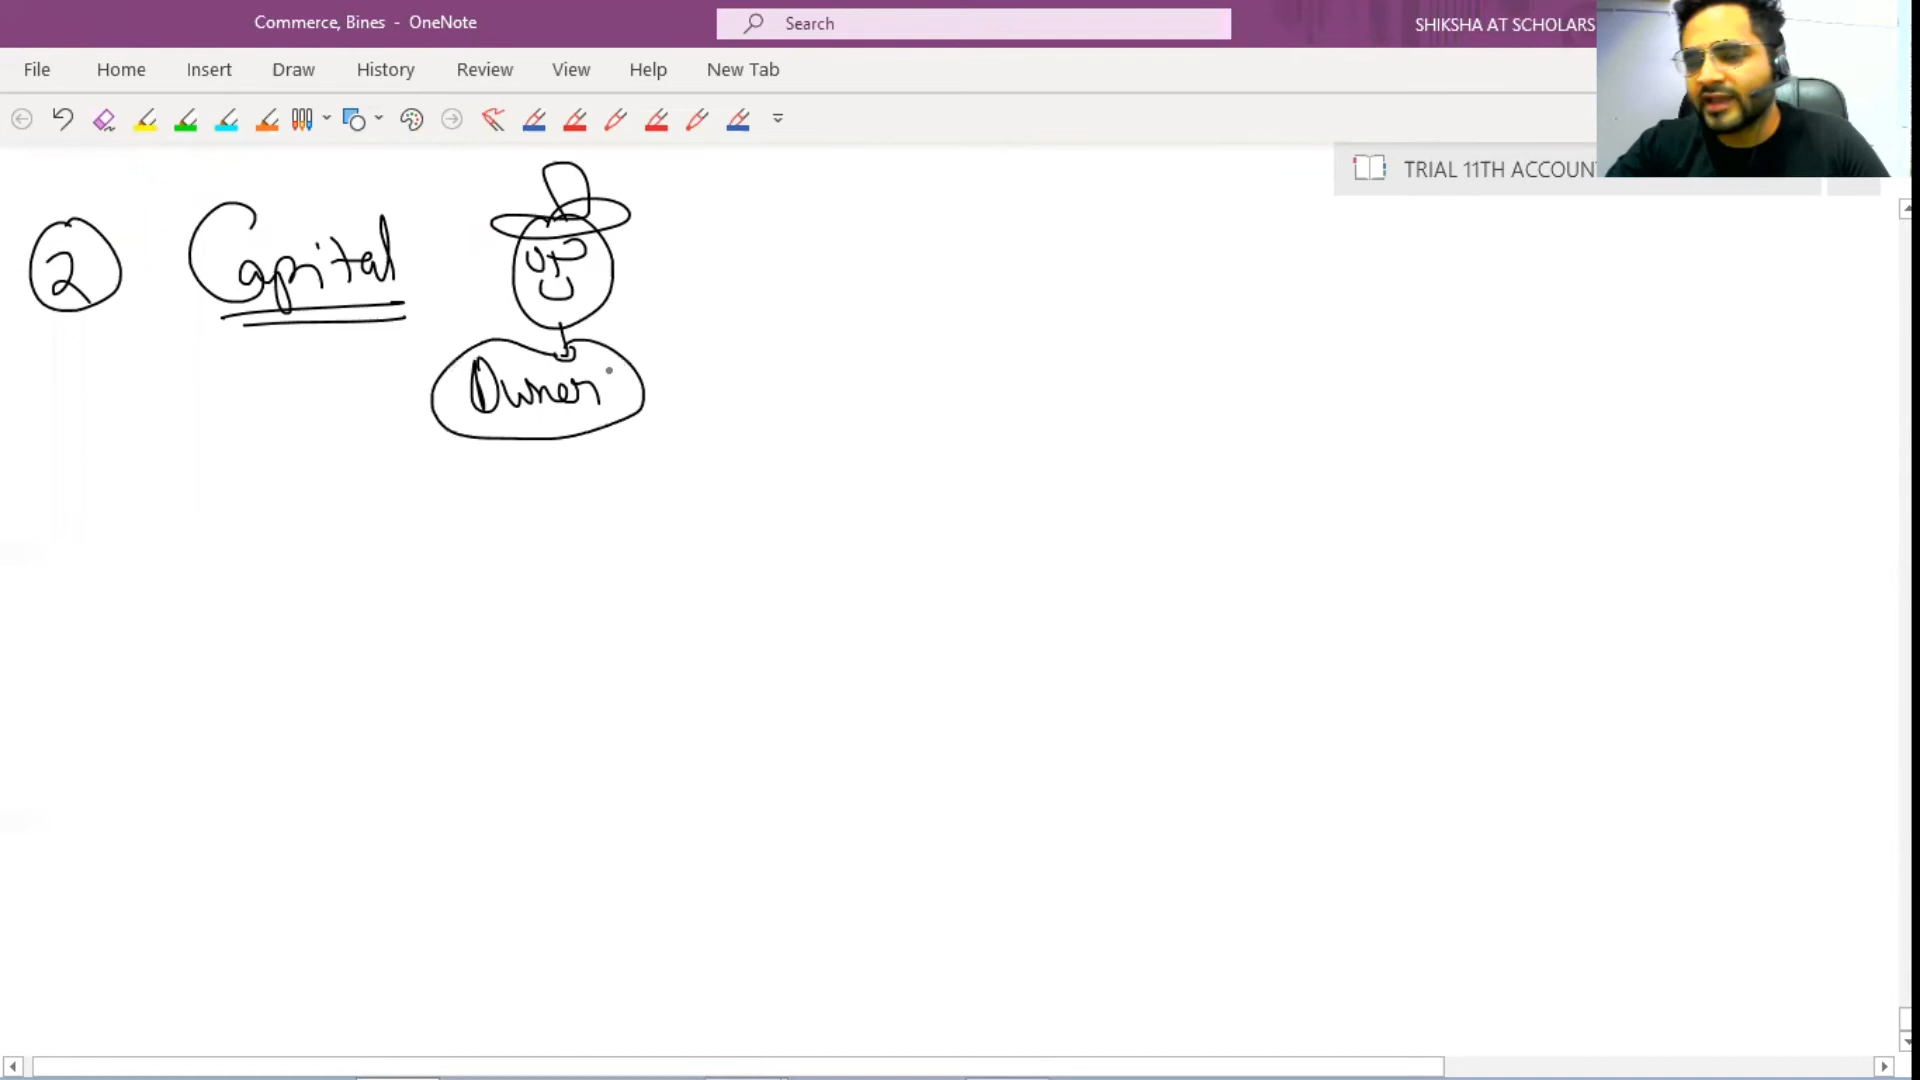 Commerce, Bines - OneNote
Search
SHIKSHA AT SCHOLARS
File Home Insert Draw History Review View Help New Tab
TRIAL 11TH ACCOUN
2 Capital
Owner